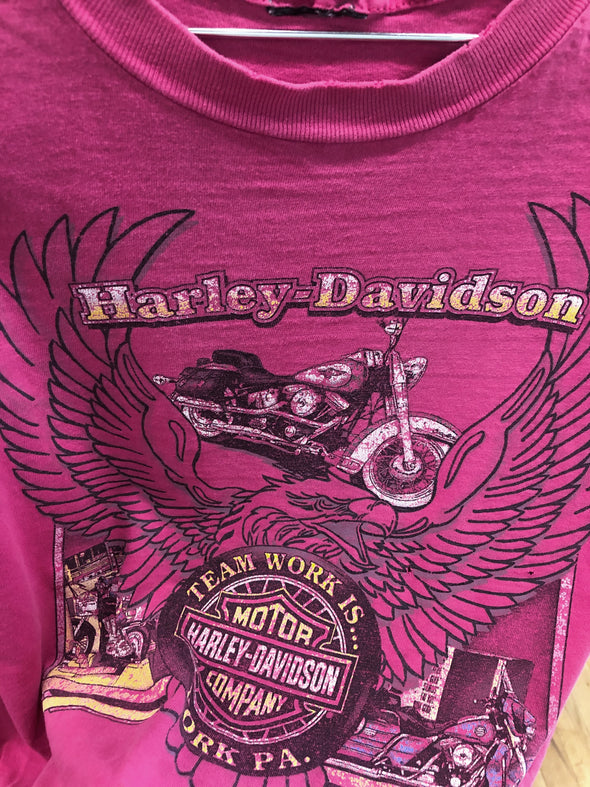 Harley-Davidson
TEAM WORK IS...
MOTOR
HARLEY-DAVIDSON
COMPANY
ORK PA.